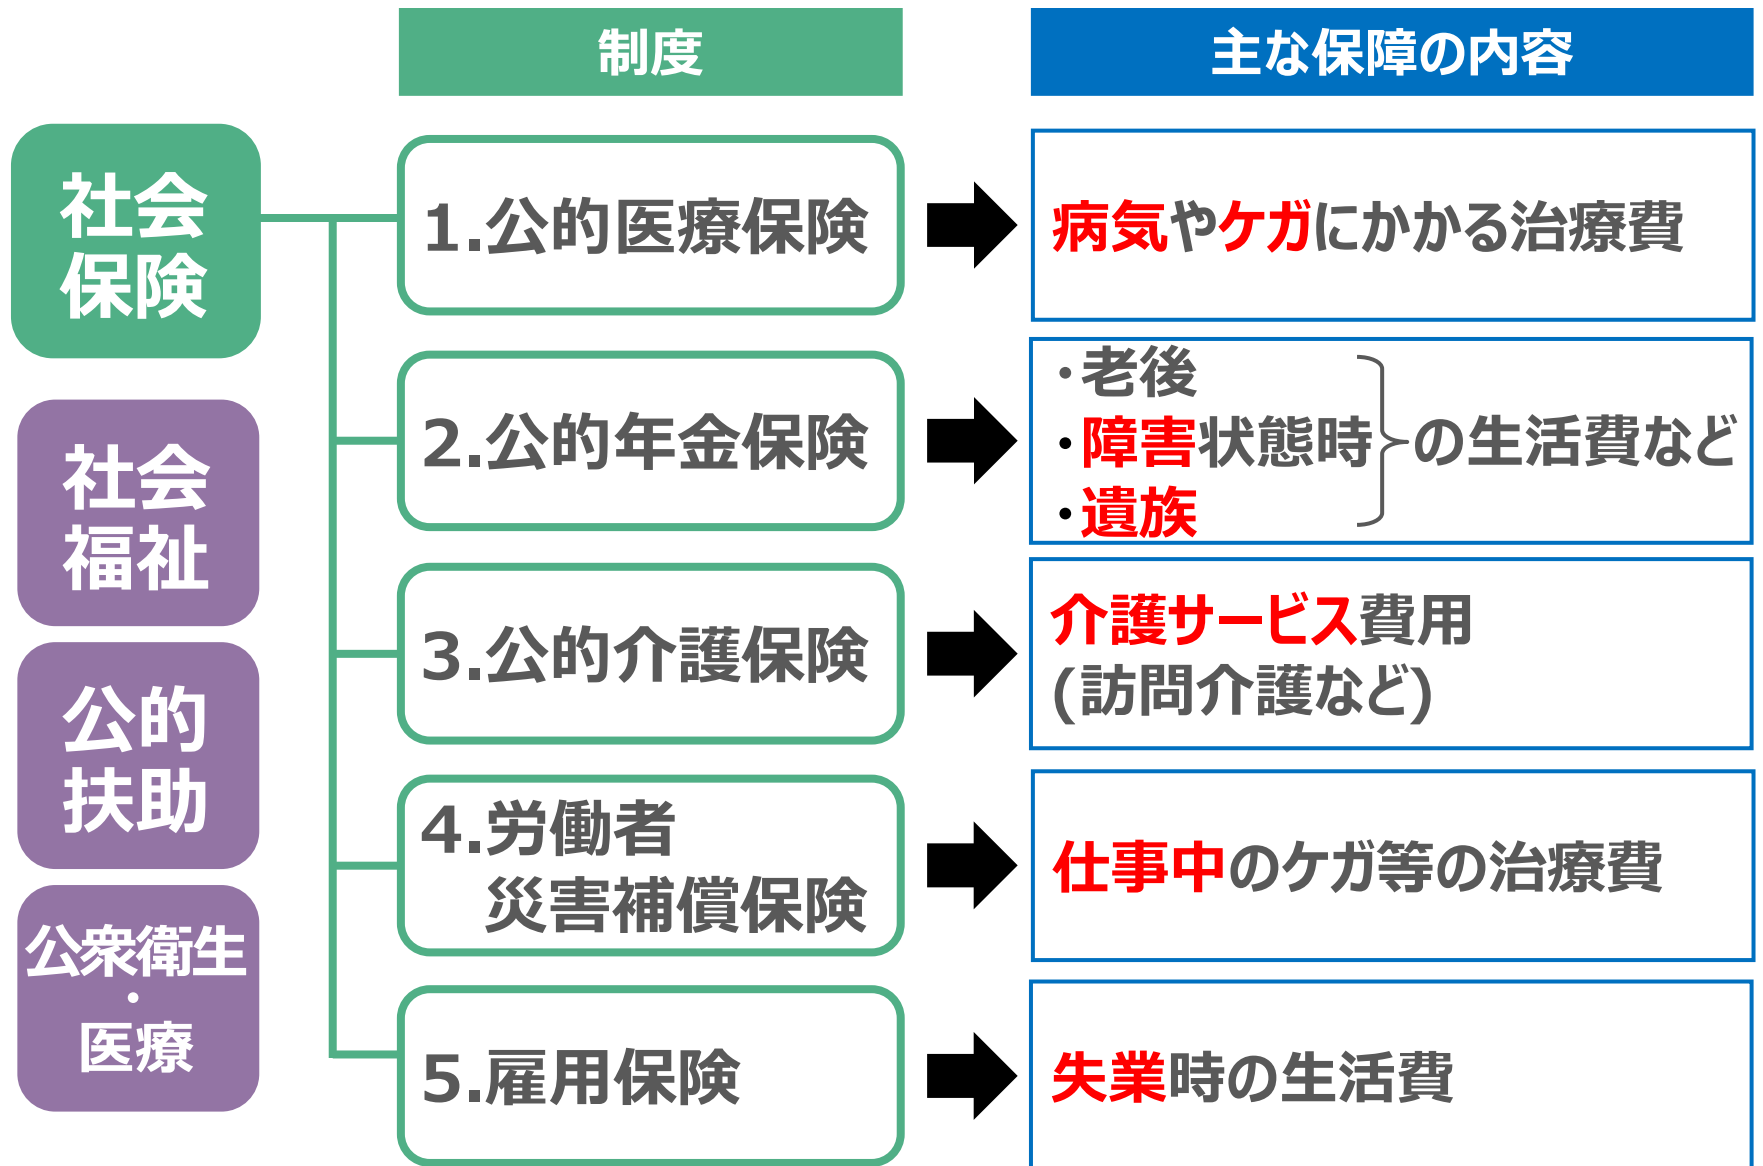 制度
主な保障の内容
社会
保険
社会
福祉
公的
扶助
公衆衛生
・
医療
1.公的医療保険
病気やケガにかかる治療費
2.公的年金保険
・老後
・障害状態時
・遺族
の生活費など
3.公的介護保険
介護サービス費用
(訪問介護など)
4.労働者
災害補償保険
仕事中のケガ等の治療費
5.雇用保険
失業時の生活費